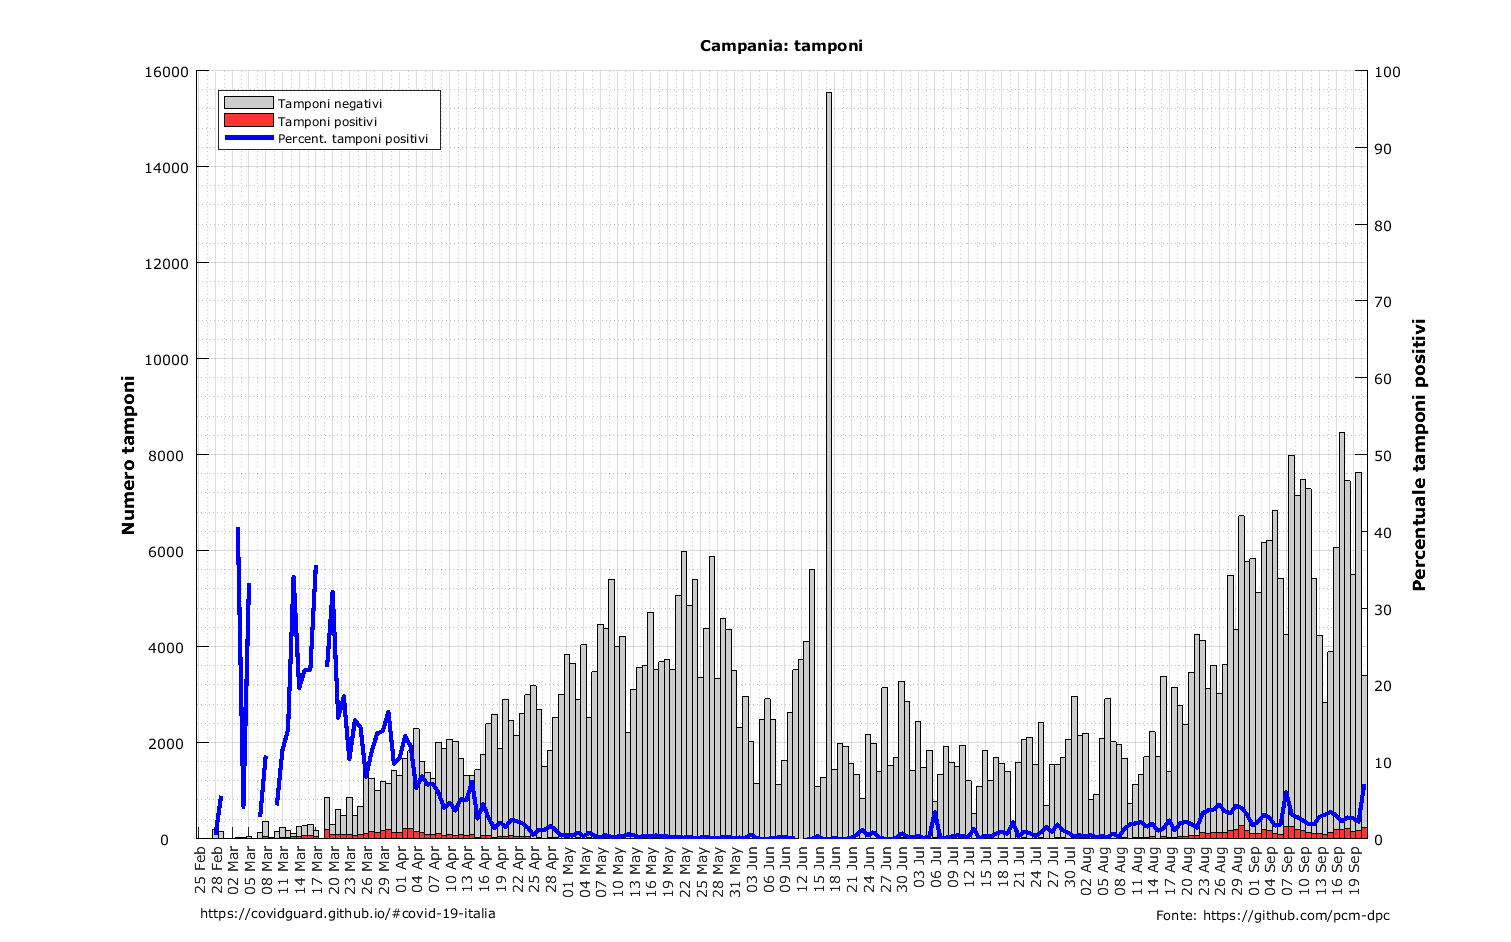 Campania: tamponi
16000
14000
12000
10000
8000
6000
4000
2000
0
100
90
80
70
60
50
40
30
20
10
0
Tamponi negativi
Tamponi positivi
Percent. tamponi positivi
Numero tamponi
Percentuale tamponi positivi
25 Feb
28 Feb
02 Mar
05 Mar
08 Mar
11 Mar
14 Mar
17 Mar
20 Mar
23 Mar
26 Mar
29 Mar
01 Apr
04 Apr
07 Apr
10 Apr
13 Apr
16 Apr
19 Apr
22 Apr
25 Apr
28 Apr
01 May
04 May
07 May
10 May
13 May
16 May
19 May
22 May
25 May
28 May
31 May
03 Jun
06 Jun
09 Jun
12 Jun
15 Jun
18 Jun
21 Jun
24 Jun
27 Jun
30 Jun
03 Jul
06 Jul
09 Jul
12 Jul
15 Jul
18 Jul
21 Jul
24 Jul
27 Jul
30 Jul
02 Aug
05 Aug
08 Aug
11 Aug
14 Aug
17 Aug
20 Aug
23 Aug
26 Aug
29 Aug
01 Sep
04 Sep
07 Sep
10 Sep
13 Sep
16 Sep
19 Sep
https://covidguard.github.io/#covid-19-italia
Fonte: https://github.com/pcm-dpc